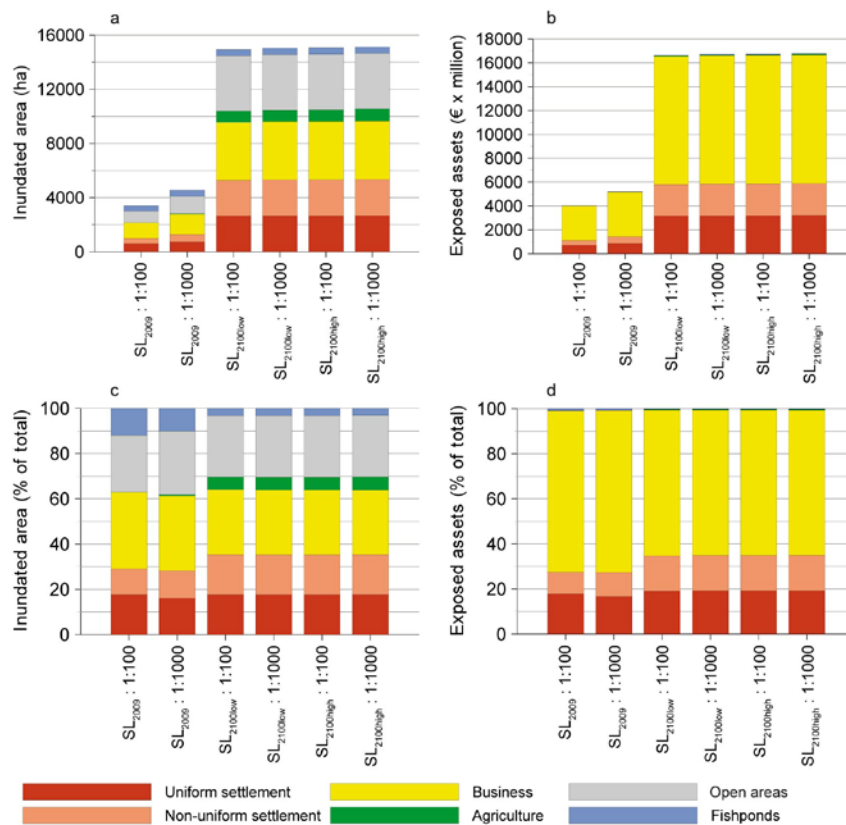 a
Inundated area (ha)
16000
12000
8000
4000
0
SL2009 : 1:100
SL2009 : 1:1000
SL2100low : 1:100
SL2100low : 1:1000
SL2100high : 1:100
SL2100high : 1:1000
b
Exposed assets (€ x million)
18000
16000
14000
12000
10000
8000
6000
4000
2000
0
SL2009 : 1:100
SL2009 : 1:1000
SL2100low : 1:100
SL2100low : 1:1000
SL2100high : 1:100
SL2100high : 1:1000
c
Inundated area (% of total)
100
80
60
40
20
0
SL2009 : 1:100
SL2009 : 1:1000
SL2100low : 1:100
SL2100low : 1:1000
SL2100high : 1:100
SL2100high : 1:1000
d
Exposed assets (% of total)
100
80
60
40
20
0
SL2009 : 1:100
SL2009 : 1:1000
SL2100low : 1:100
SL2100low : 1:1000
SL2100high : 1:100
SL2100high : 1:1000
Uniform settlement
Business
Open areas
Non-uniform settlement
Agriculture
Fishponds